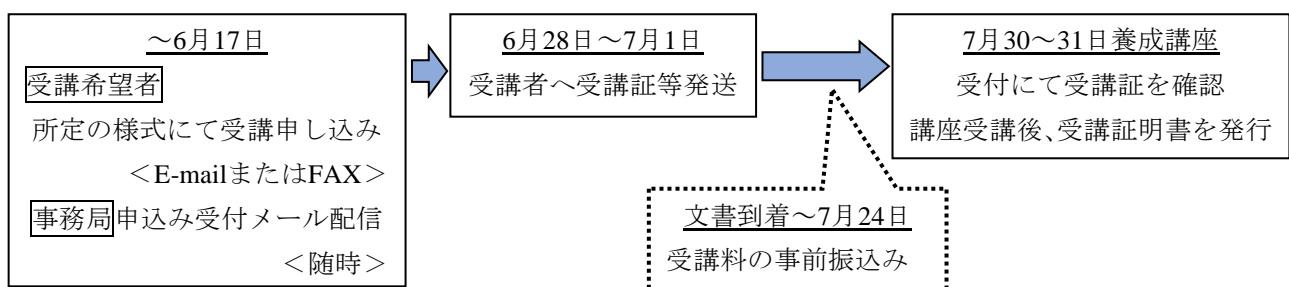 ～6月17日
受講希望者
所定の様式にて受講申し込み
＜E-mailまたはFAX＞
事務局申込み受付メール配信
＜随時＞
6月28日～7月1日
受講者へ受講証等発送
文書到着～7月24日
受講料の事前振込み
7月30～31日養成講座
受付にて受講証を確認
講座受講後、受講証明書を発行